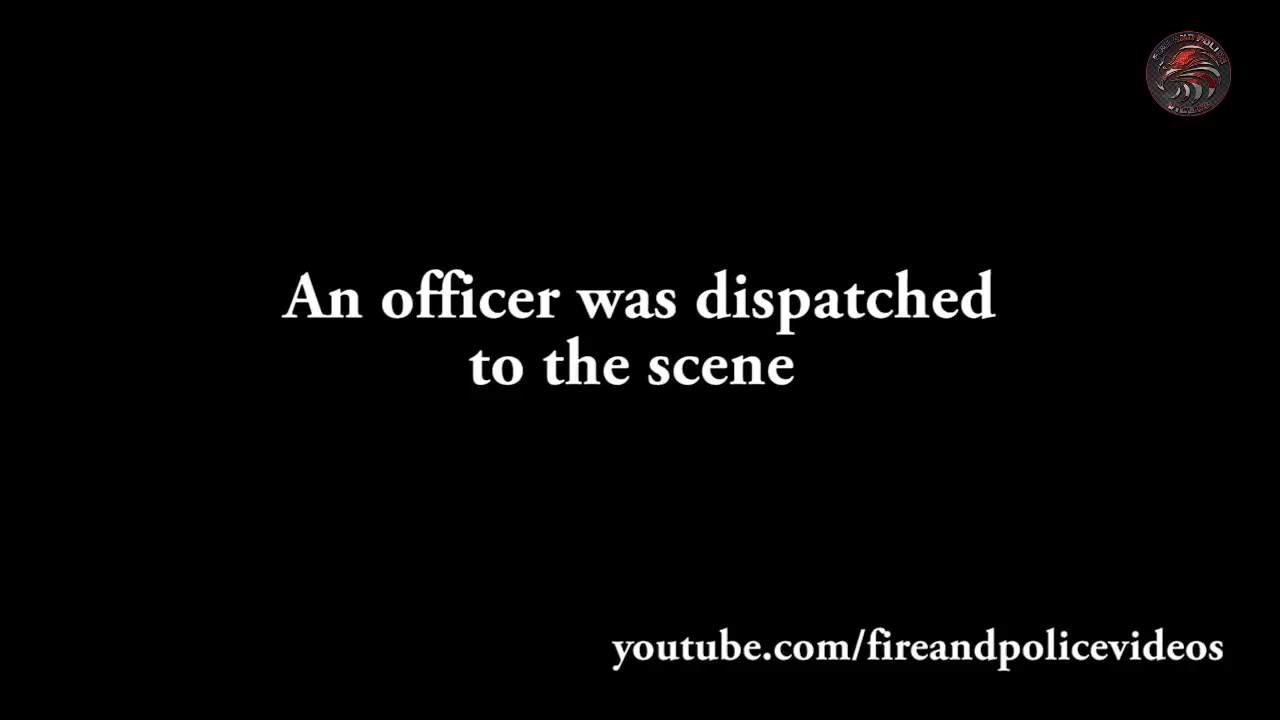 An officer was dispatched
to the scene
youtube.com/fireandpolicevideos